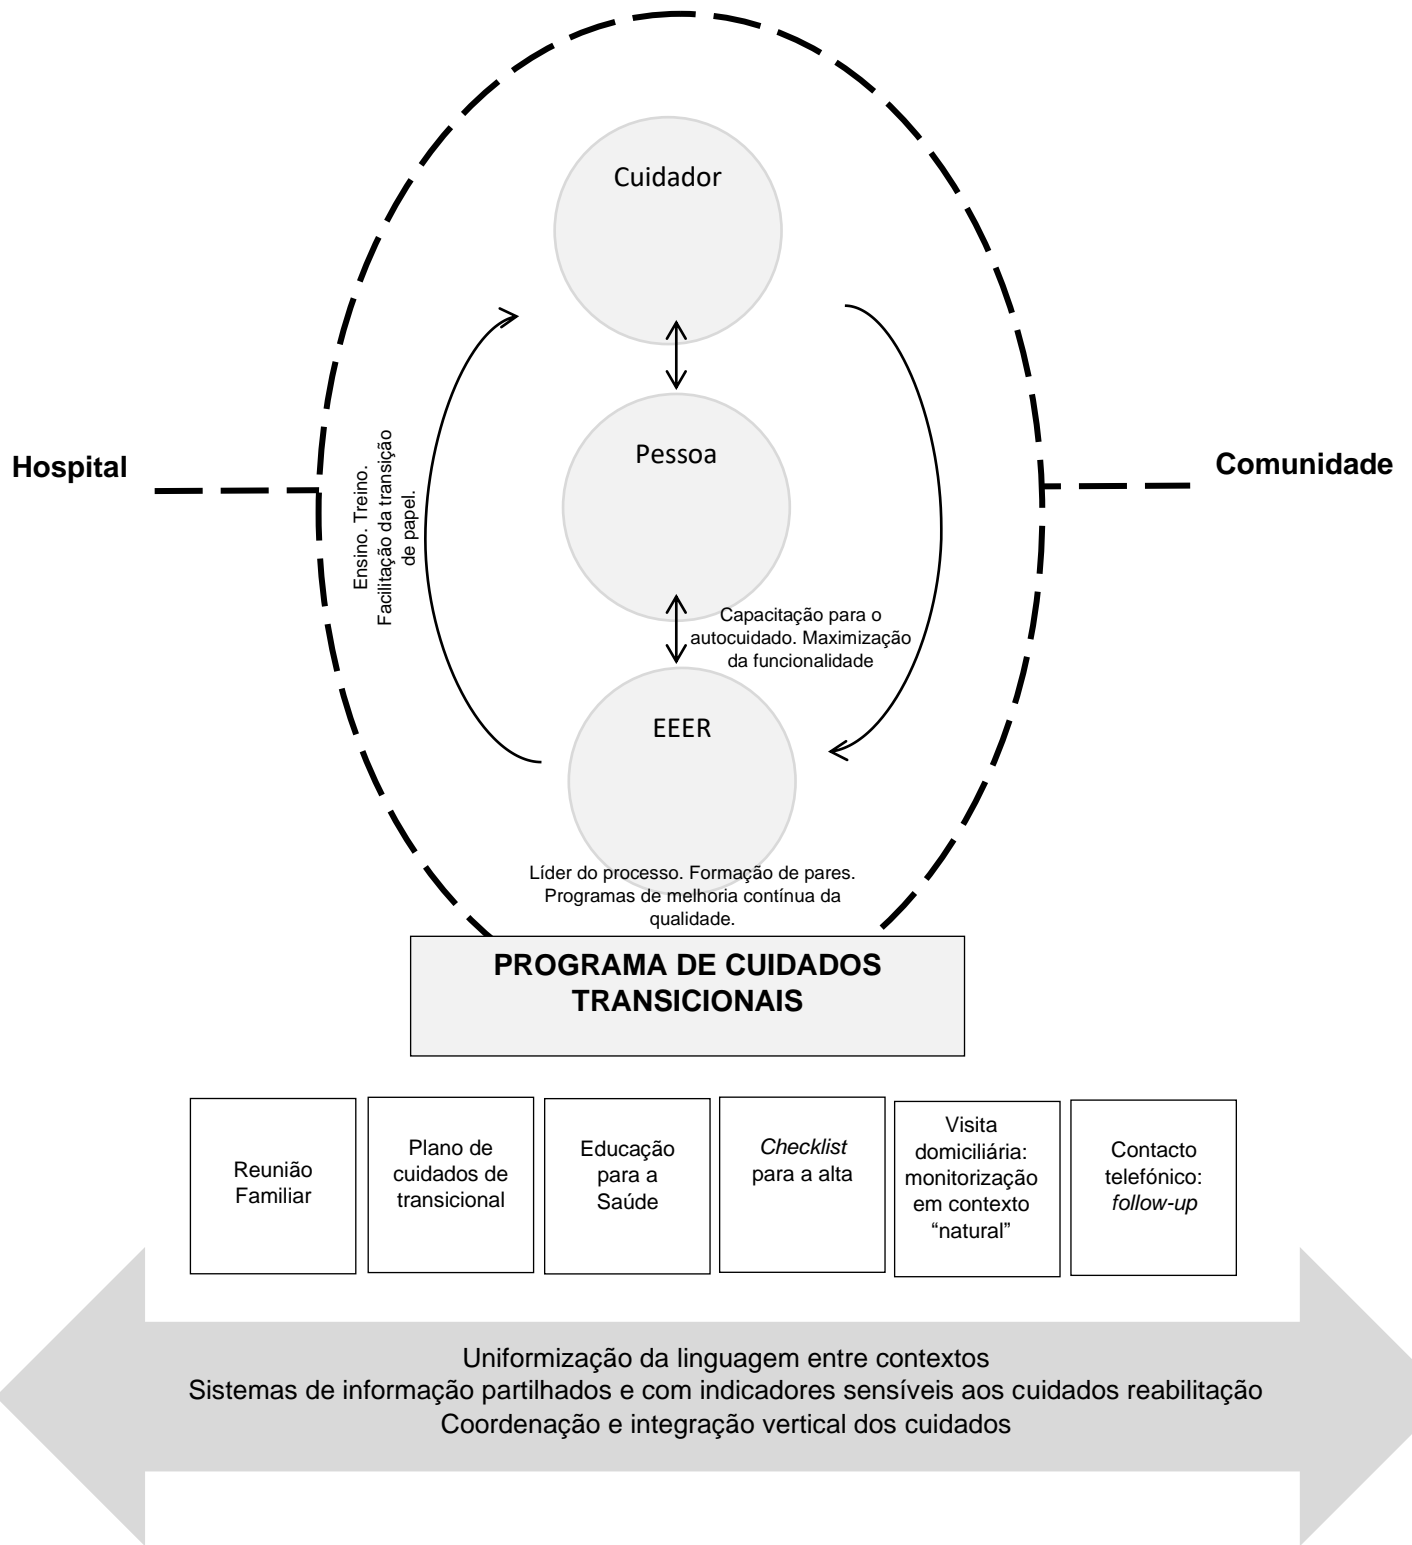 Cuidador
Pessoa
Hospital
Comunidade
Ensino. Treino.
Facilitação da transição
de papel.
Capacitação para o
autocuidado. Maximização
da funcionalidade
EEER
Líder do processo. Formação de pares.
Programas de melhoria contínua da
qualidade.
PROGRAMA DE CUIDADOS
TRANSICIONAIS
Reunião
Familiar
Plano de
cuidados de
transicional
Educação
para a
Saúde
Checklist
para a alta
Visita
domiciliária:
monitorização
em contexto
“natural”
Contacto
telefónico:
follow-up
Uniformização da linguagem entre contextos
Sistemas de informação partilhados e com indicadores sensíveis aos cuidados reabilitação
Coordenação e integração vertical dos cuidados